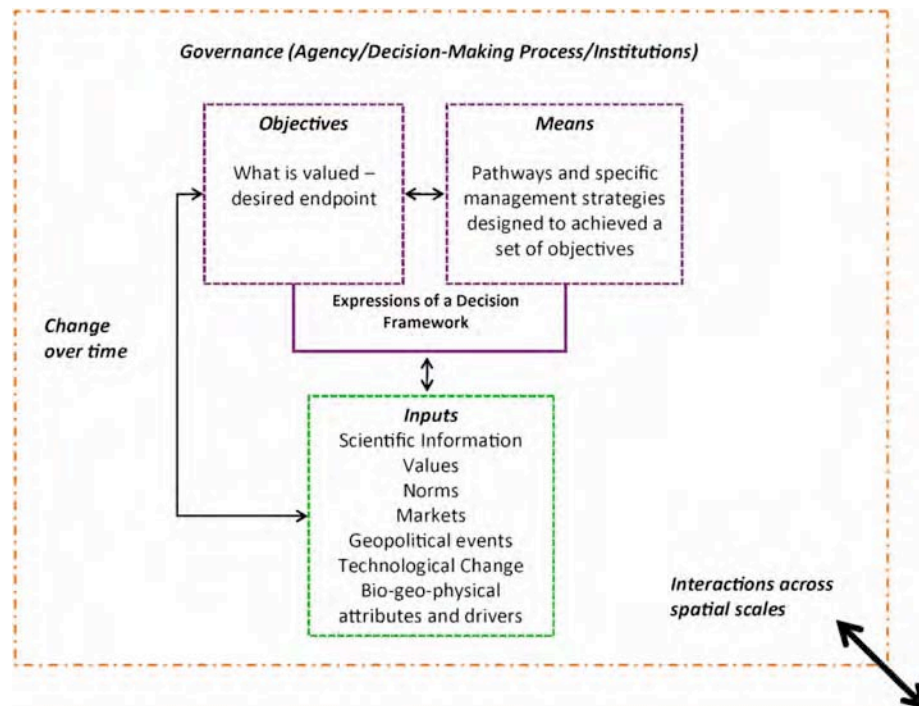 Governance (Agency/Decision-Making Process/Institutions)
Objectives
What is valued –
desired endpoint
Means
Pathways and specific
management strategies
designed to achieved a
set of objectives
Expressions of a Decision
Framework
Change
over time
Inputs
Scientific Information
Values
Norms
Markets
Geopolitical events
Technological Change
Bio-geo-physical
attributes and drivers
Interactions across
spatial scales